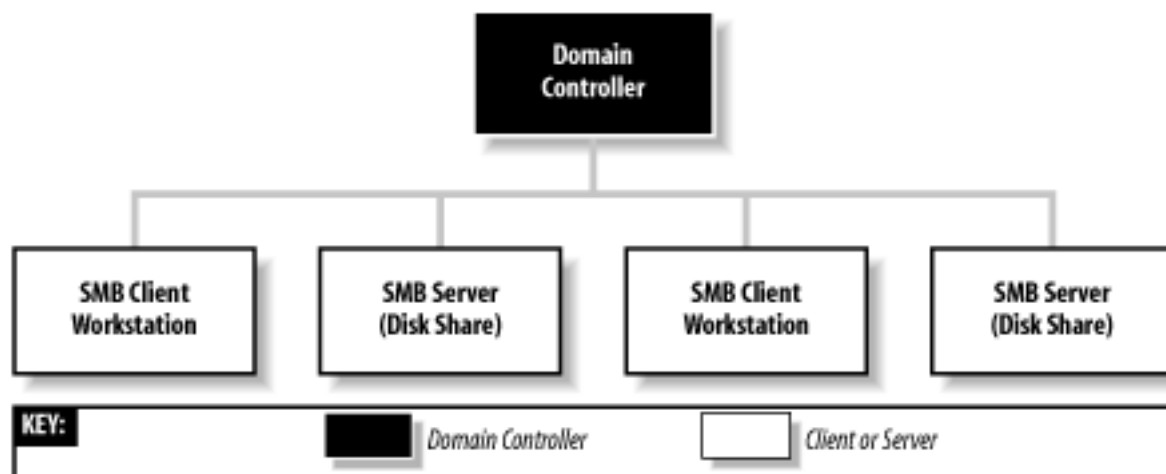 Domain
Controller
SMB Client
Workstation
SMB Server
(Disk Share)
SMB Client
Workstation
SMB Server
(Disk Share)
KEY:
Domain Controller
Client or Server